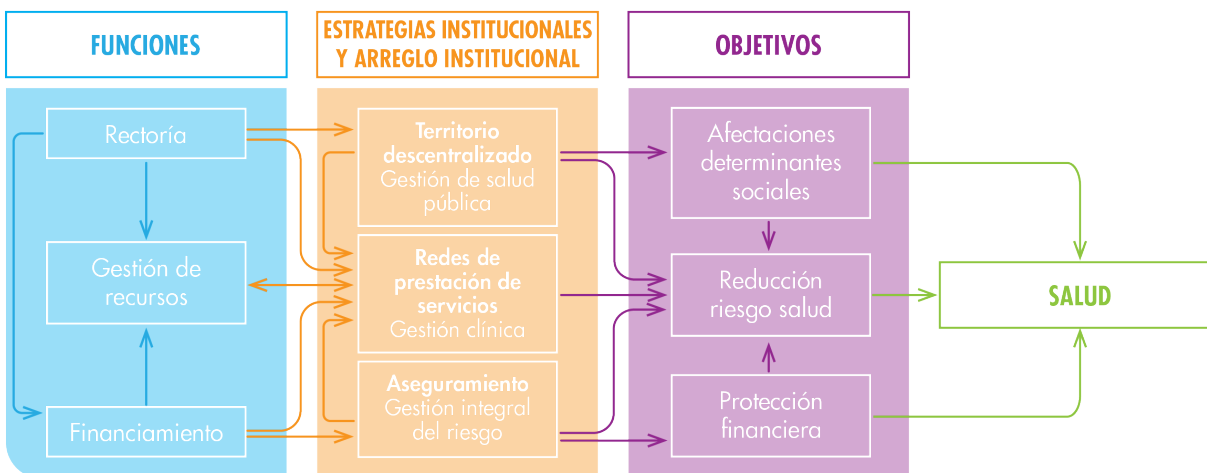 FUNCIONES
ESTRATEGIAS INSTITUCIONALES
Y ARREGLO INSTITUCIONAL
OBJETIVOS
Rectoría
Gestión de
recursos
Financiamiento
Territorio
descentralizado
Gestión de salud
pública
Redes de
prestación de
servicios
Gestión clínica
Aseguramiento
Gestión integral
del riesgo
Afectaciones
determinantes
sociales
Reducción
riesgo salud
Protección
financiera
SALUD